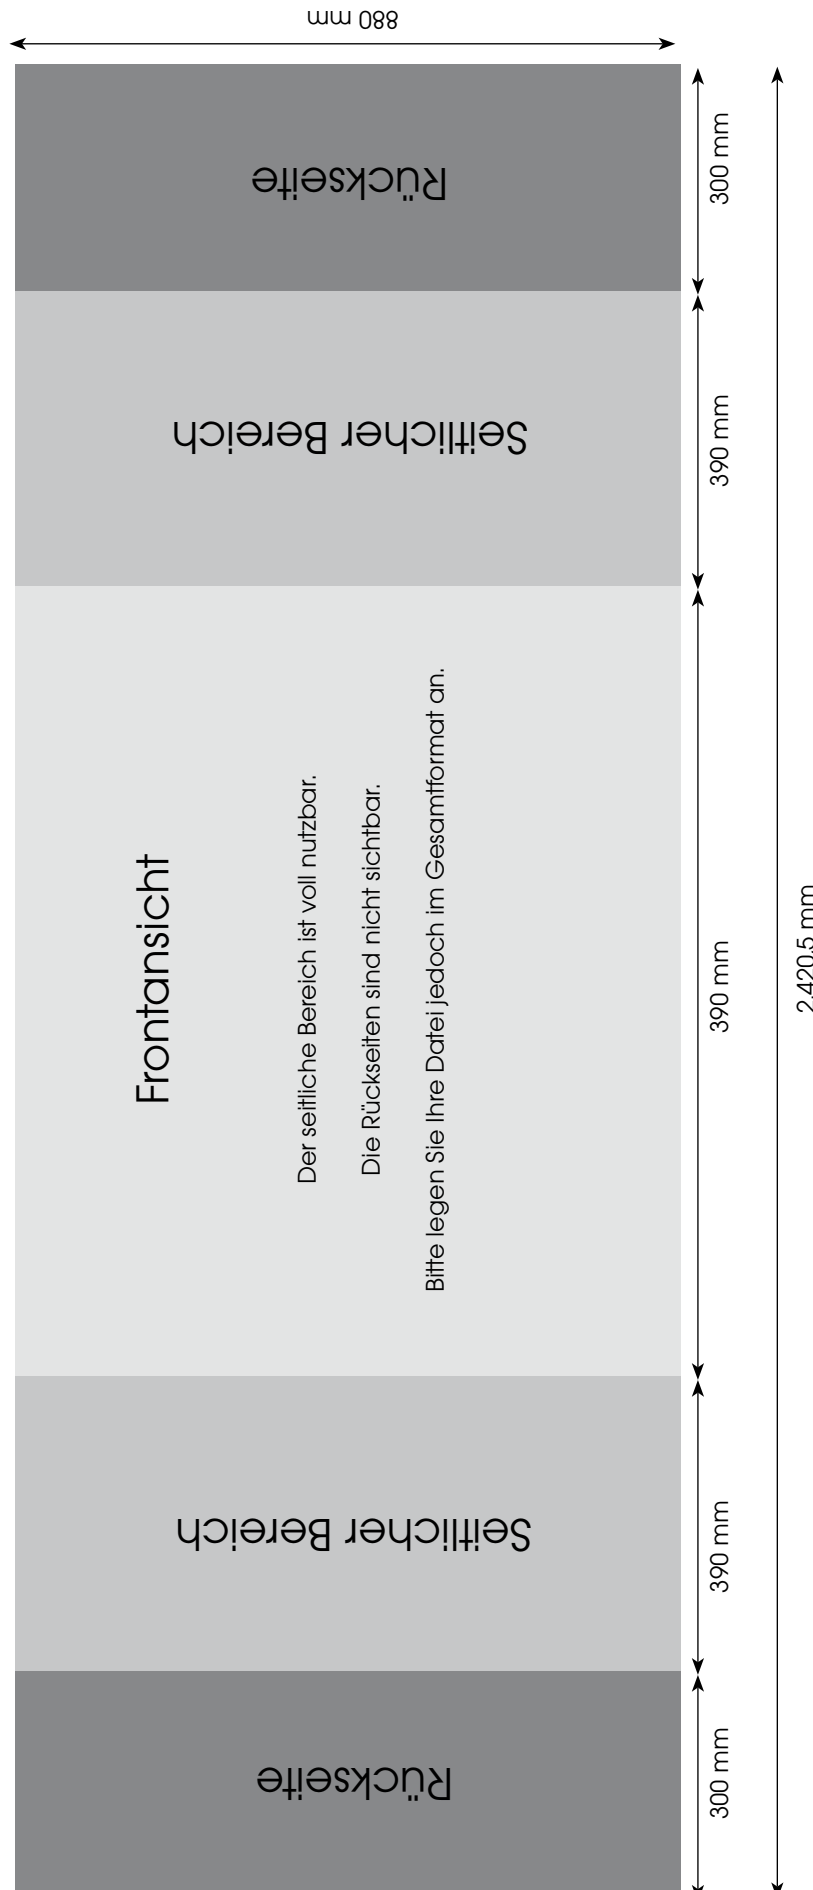 880 mm
Rückseite
300 mm
Seitlicher Bereich
390 mm
Frontansicht
Der seitliche Bereich ist voll nutzbar.
Die Rückseiten sind nicht sichtbar.
Bitte legen Sie Ihre Datei jedoch im Gesamtformat an.
390 mm
2.420,5 mm
Seitlicher Bereich
390 mm
Rückseite
300 mm